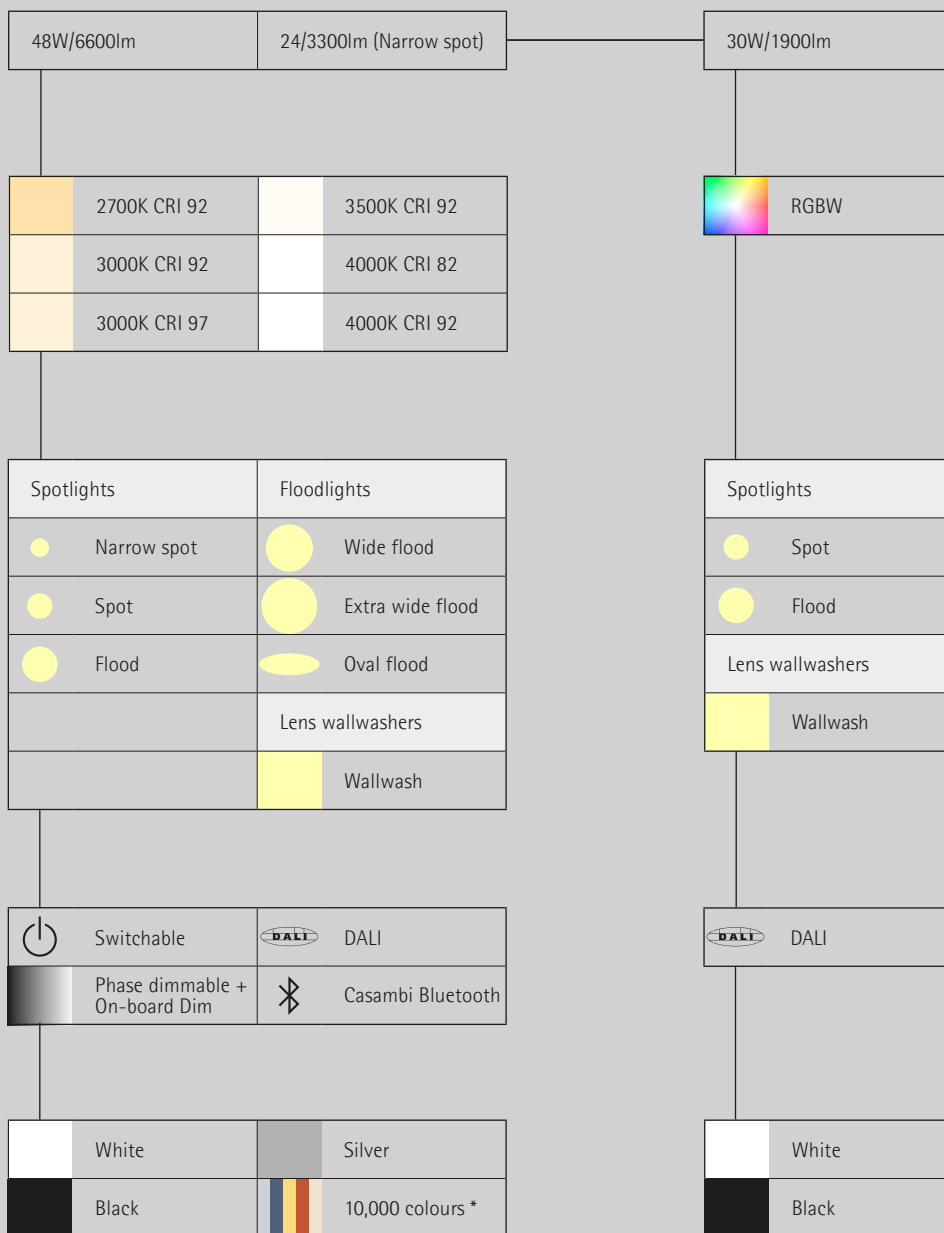 48W/6600lm
24/3300lm (Narrow spot)
30W/1900lm
2700K CRI 92
3500K CRI 92
RGBW
3000K CRI 92
4000K CRI 82
3000K CRI 97
4000K CRI 92
Spotlights
Floodlights
Spotlights
Narrow spot
Wide flood
Spot
Spot
Extra wide flood
Flood
Flood
Oval flood
Lens wallwashers
Lens wallwashers
Wallwash
Wallwash
Switchable
DALI
DALI
DALI
DALI
Phase dimmable +
On-board Dim
Casambi Bluetooth
White
Silver
White
Black
10,000 colours *
Black